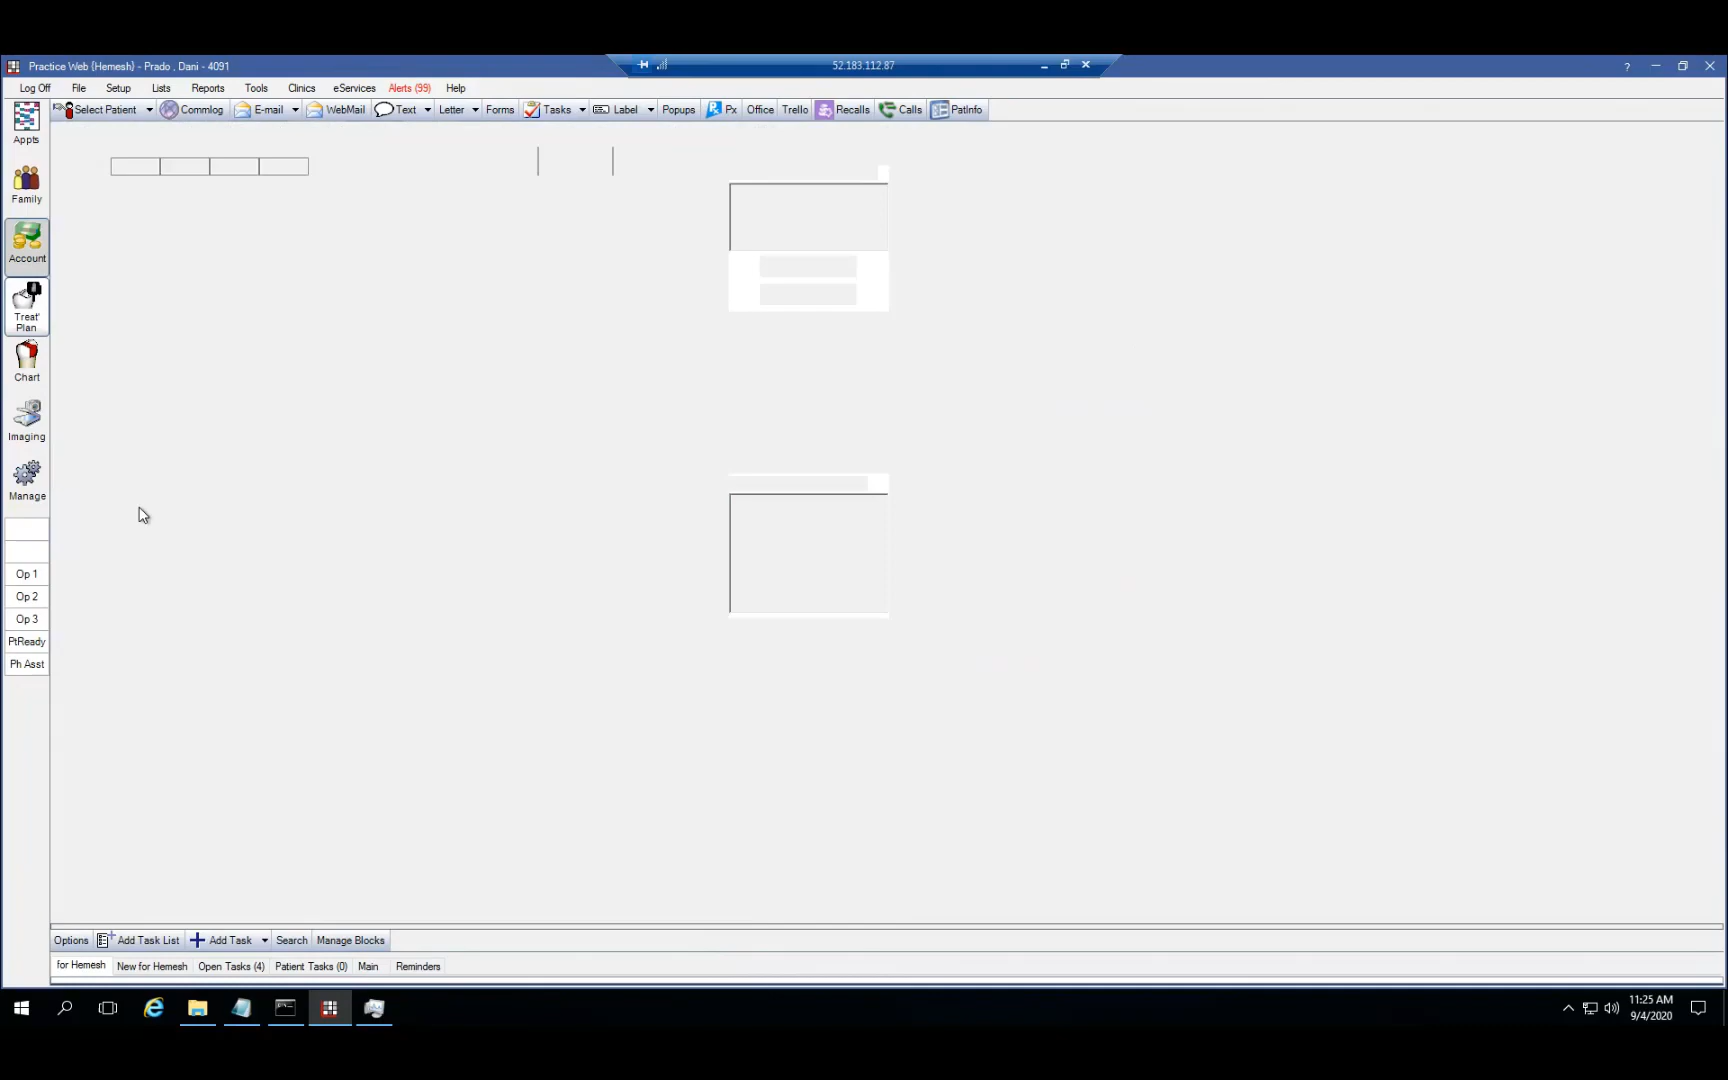 52.183.112.87
Practice Web {Hemesh} - Prado , Dani - 4091
Log Off File Setup Lists Reports Tools Clinics eServices Alerts (99) Help
Select Patient Commlog E-mail WebMail Text Letter Forms Tasks Label Popups Px Office Trello Recalls Calls PatInfo
Appts
Family
Account
Treat'
Plan
Chart
Imaging
Manage
Op 1
Op 2
Op 3
PtReady
Ph Asst
Options Add Task List Add Task Search Manage Blocks
for Hemesh New for Hemesh Open Tasks (4) Patient Tasks (0) Main Reminders
11:25 AM
9/4/2020